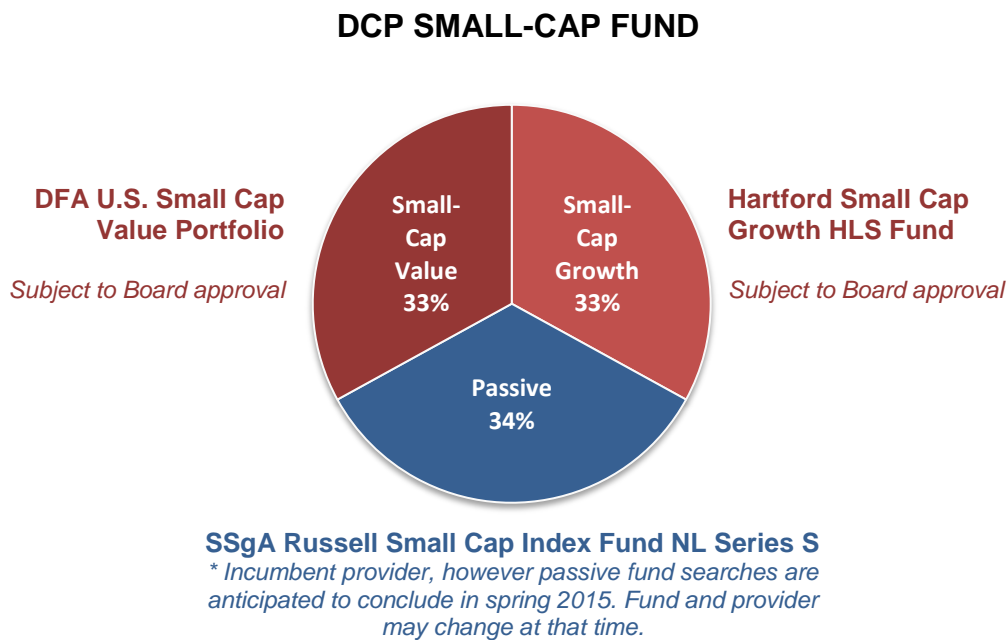 DCP SMALL-CAP FUND
DFA U.S. Small Cap
Value Portfolio
Subject to Board approval
Small-
Cap
Value
33%
Small-
Cap
Growth
33%
Hartford Small Cap
Growth HLS Fund
Subject to Board approval
Passive
34%
SSgA Russell Small Cap Index Fund NL Series S
* Incumbent provider, however passive fund searches are
anticipated to conclude in spring 2015. Fund and provider
may change at that time.